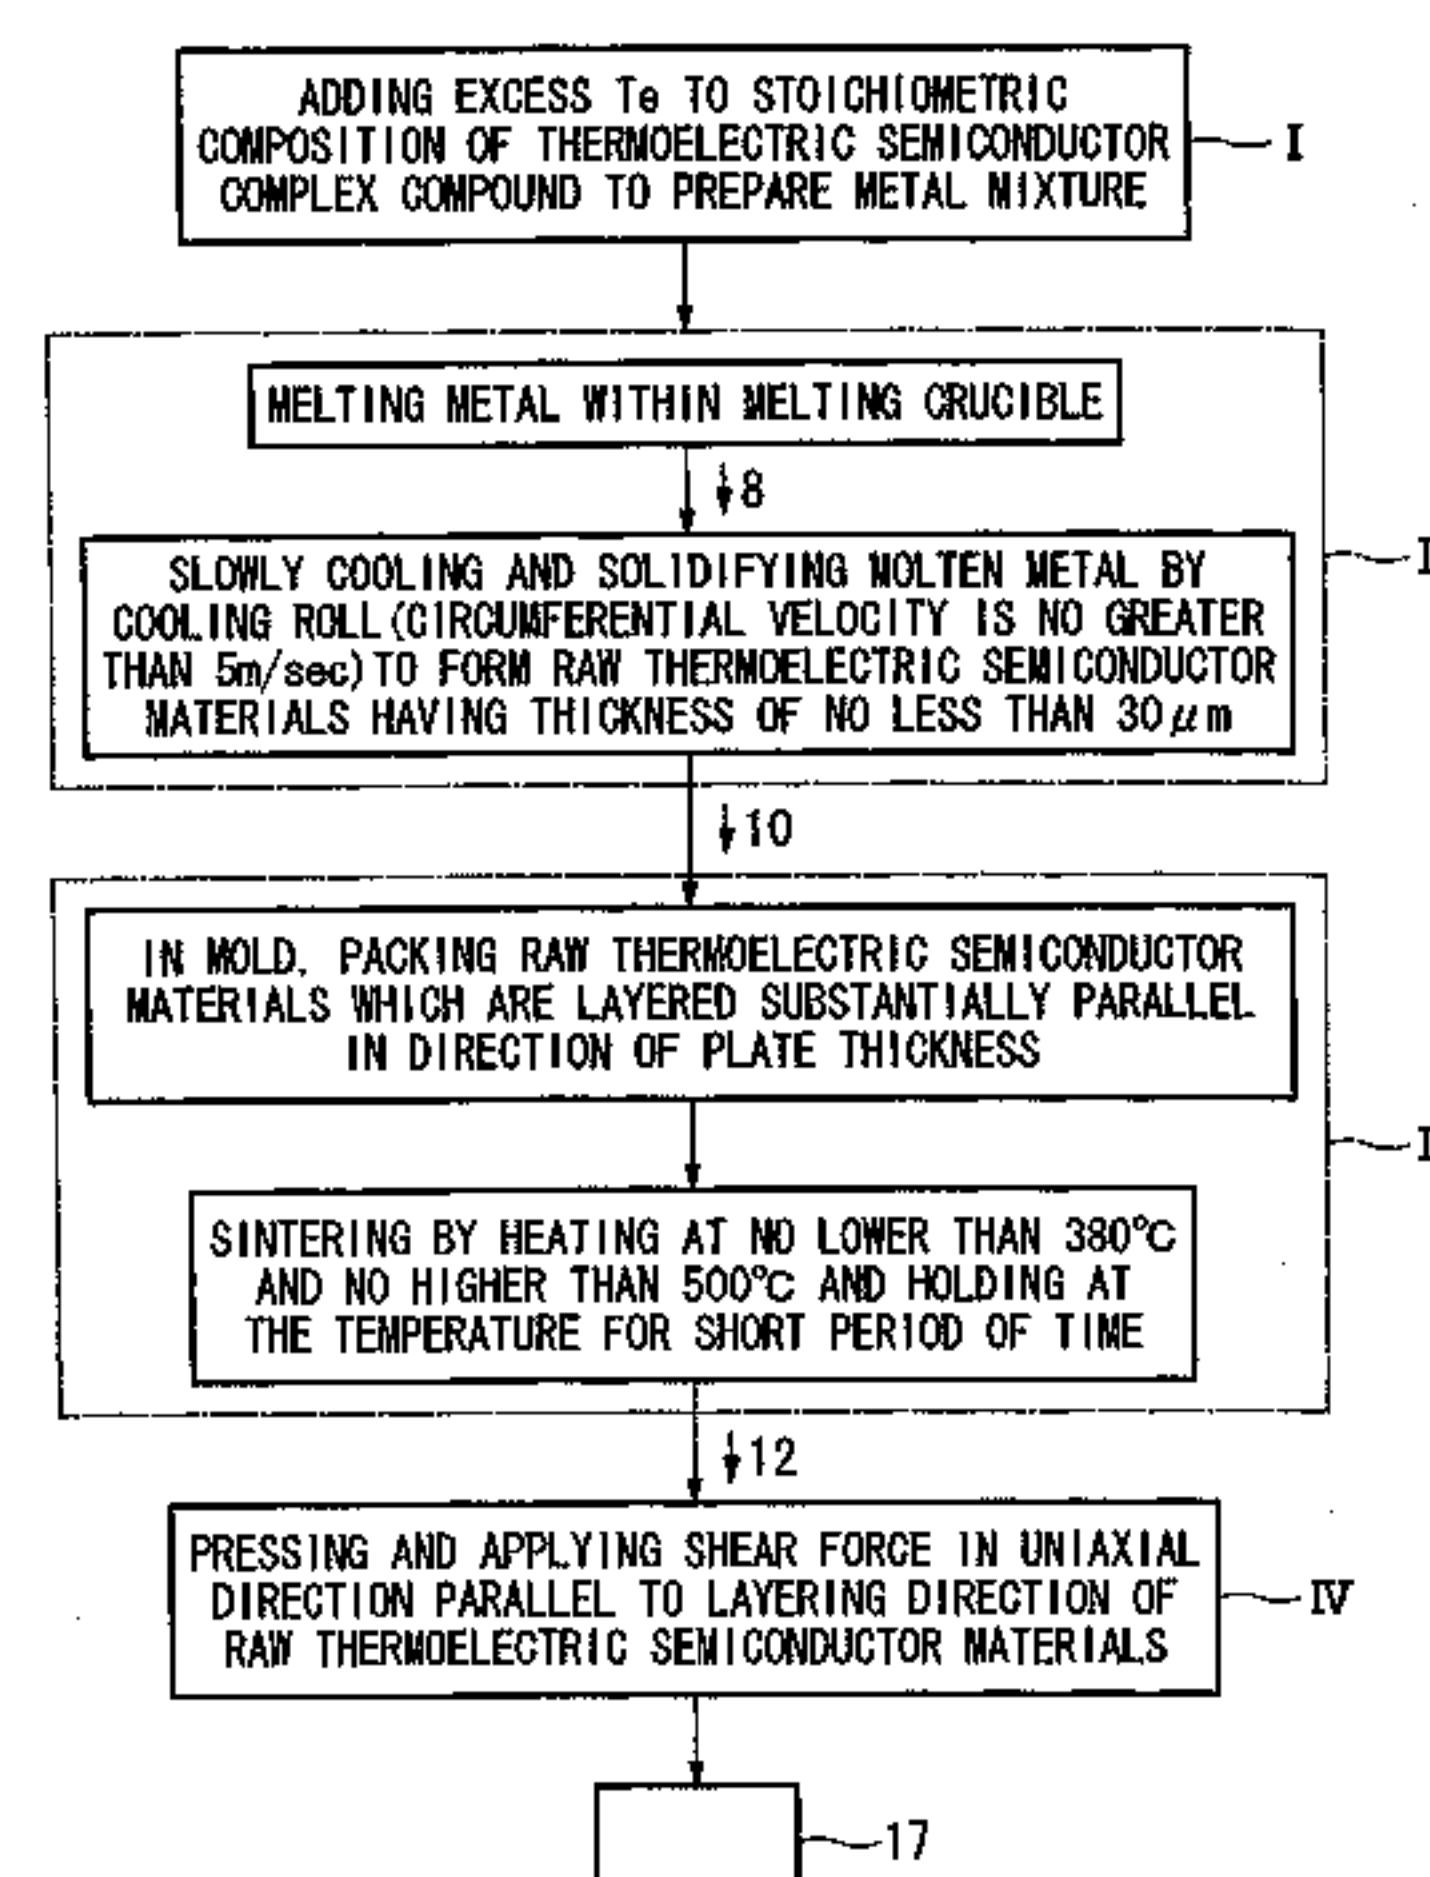 ADDING EXCESS Te TO STOICHIOMETRIC
COMPOSITION OF THERMOELECTRIC SEMICONDUCTOR
COMPLEX COMPOUND TO PREPARE METAL MIXTURE
I
MELTING METAL WITHIN MELTING CRUCIBLE
8
SLOWLY COOLING AND SOLIDIFYING MOLTEN METAL BY
COOLING ROLL(CIRCUMFERENTIAL VELOCITY IS NO GREATER
THAN 5m/sec)TO FORM RAW THERMOELECTRIC SEMICONDUCTOR
MATERIALS HAVING THICKNESS OF NO LESS THAN 30μm
10
IN MOLD, PACKING RAW THERMOELECTRIC SEMICONDUCTOR
MATERIALS WHICH ARE LAYERED SUBSTANTIALLY PARALLEL
IN DIRECTION OF PLATE THICKNESS
SINTERING BY HEATING AT NO LOWER THAN 380℃
AND NO HIGHER THAN 500℃ AND HOLDING AT
THE TEMPERATURE FOR SHORT PERIOD OF TIME
12
PRESSING AND APPLYING SHEAR FORCE IN UNIAXIAL
DIRECTION PARALLEL TO LAYERING DIRECTION OF
RAW THERMOELECTRIC SEMICONDUCTOR MATERIALS
IV
17